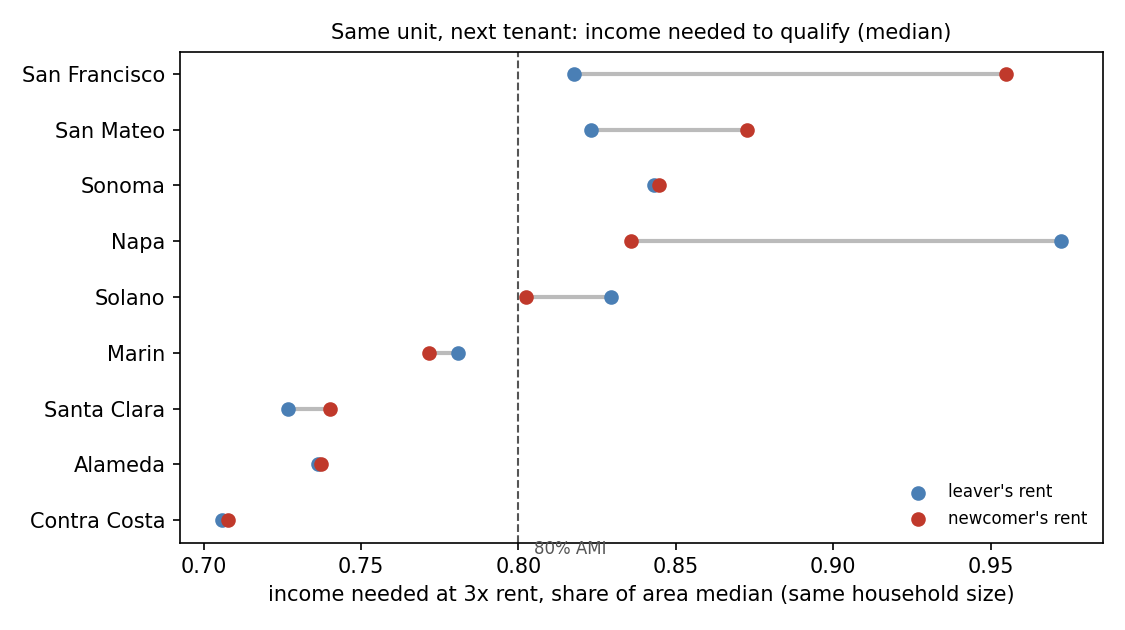 Same unit, next tenant: income needed to qualify (median)
San Francisco
San Mateo
Sonoma
Napa
Solano
Marin
Santa Clara
Alameda
Contra Costa
leaver's rent
newcomer's rent
80% AMI
0.70 0.75 0.80 0.85 0.90 0.95
income needed at 3x rent, share of area median (same household size)